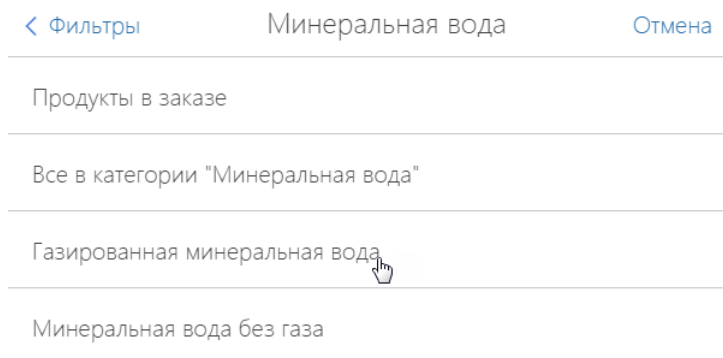 Фильтры Минеральная вода Отмена
Продукты в заказе
Все в категории "Минеральная вода"
Газированная минеральная вода
Минеральная вода без газа